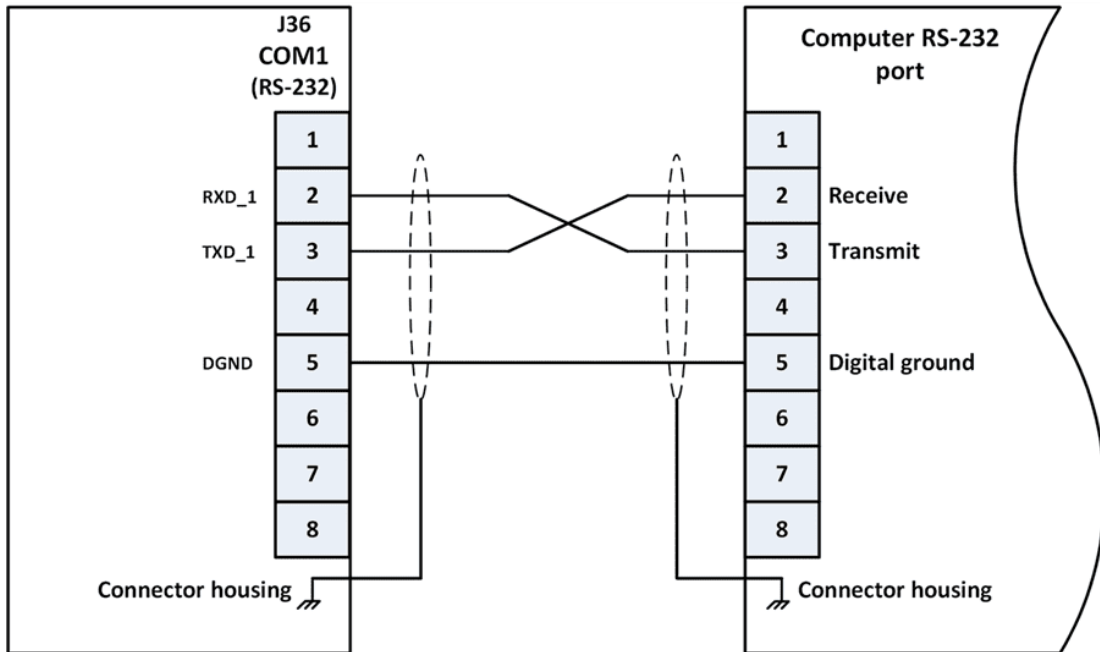 J36
COM1
(RS-232)
1
RXD_1 2
TXD_1 3
4
DGND 5
6
7
8
Connector housing
Computer RS-232
port
1
2 Receive
3 Transmit
4
5 Digital ground
6
7
8
Connector housing